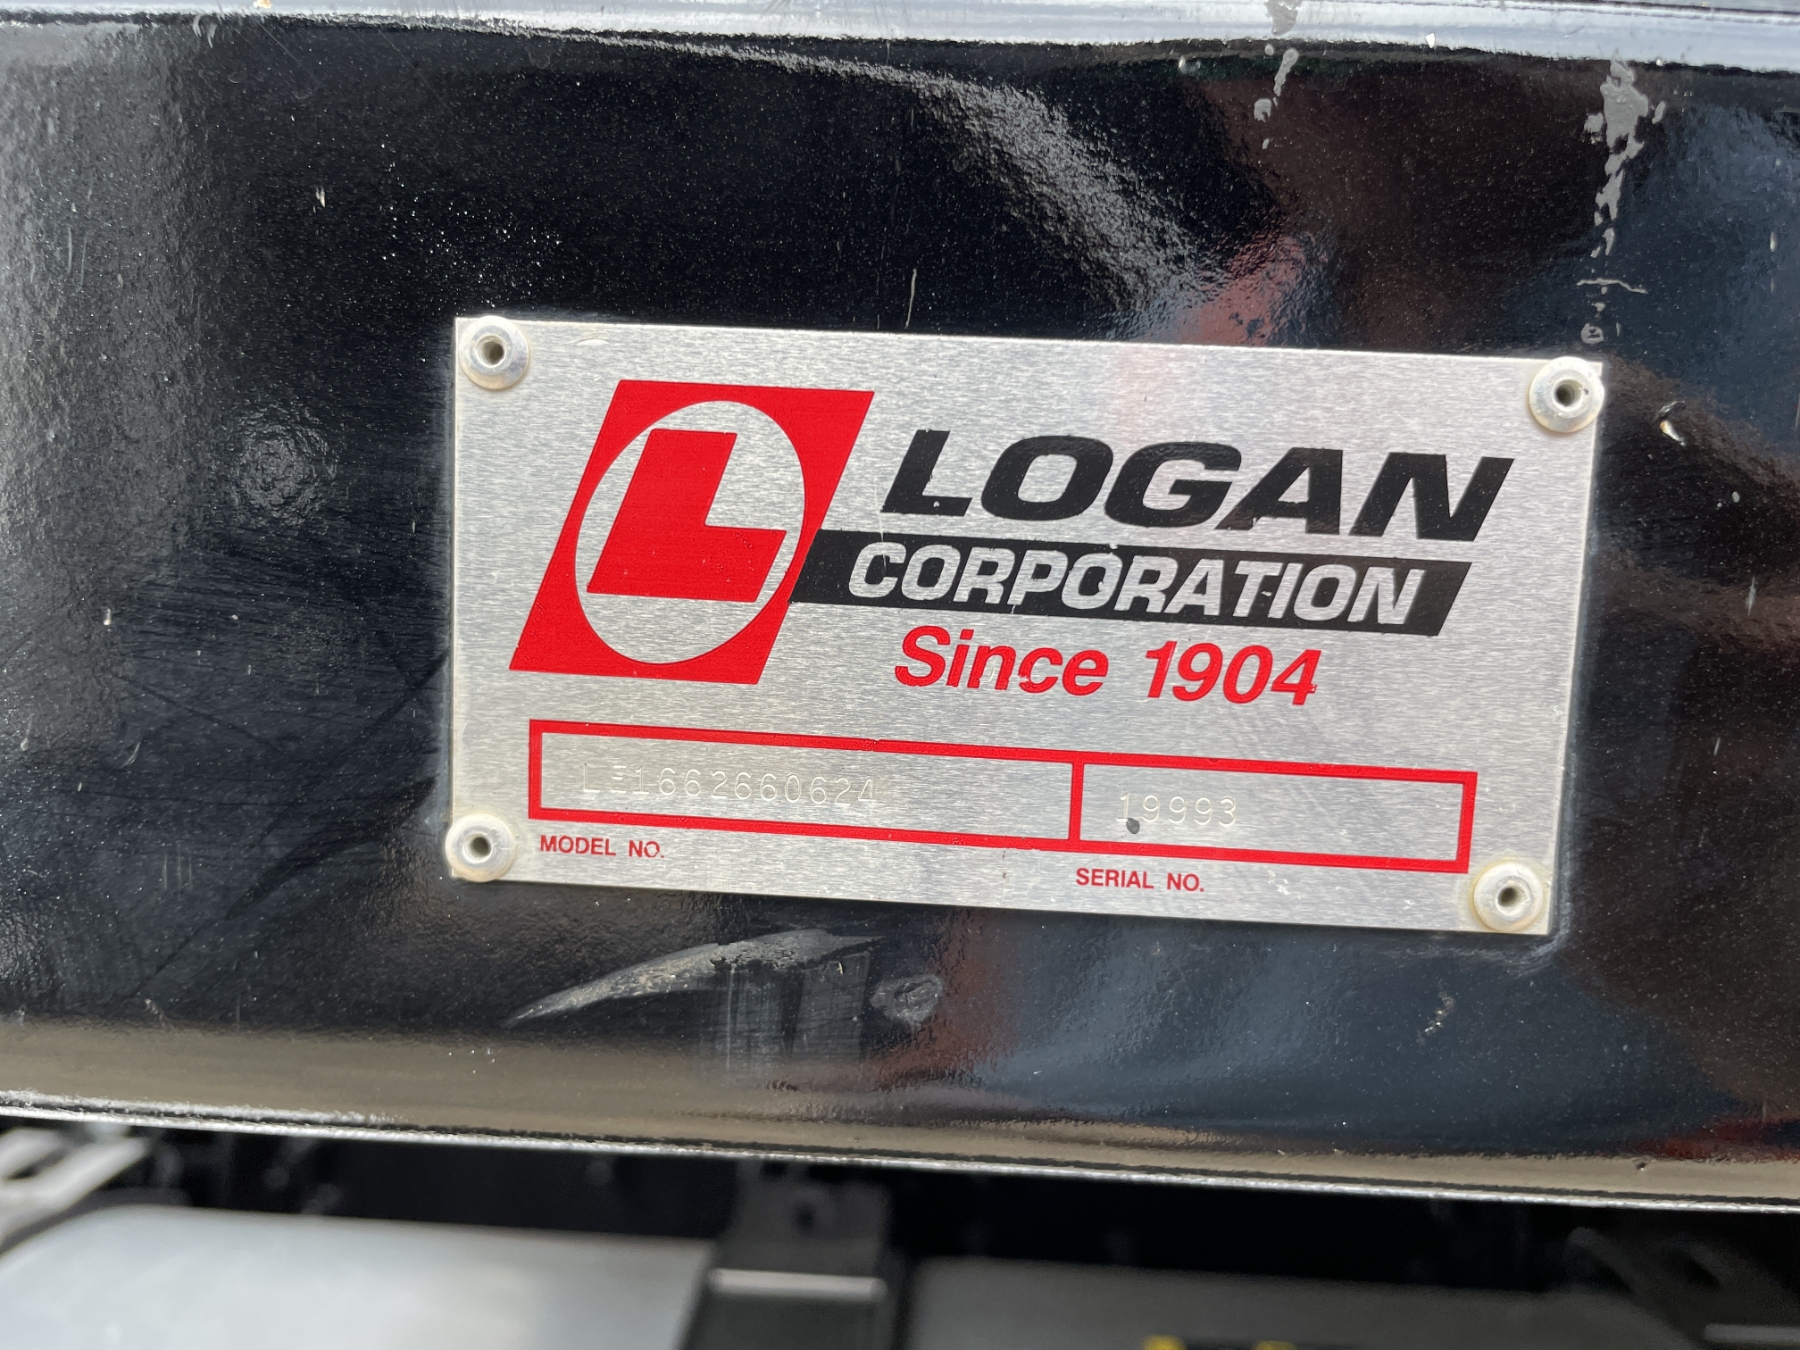 L
LOGAN
CORPORATION
Since 1904
LE1662660624 19993
MODEL NO. SERIAL NO.